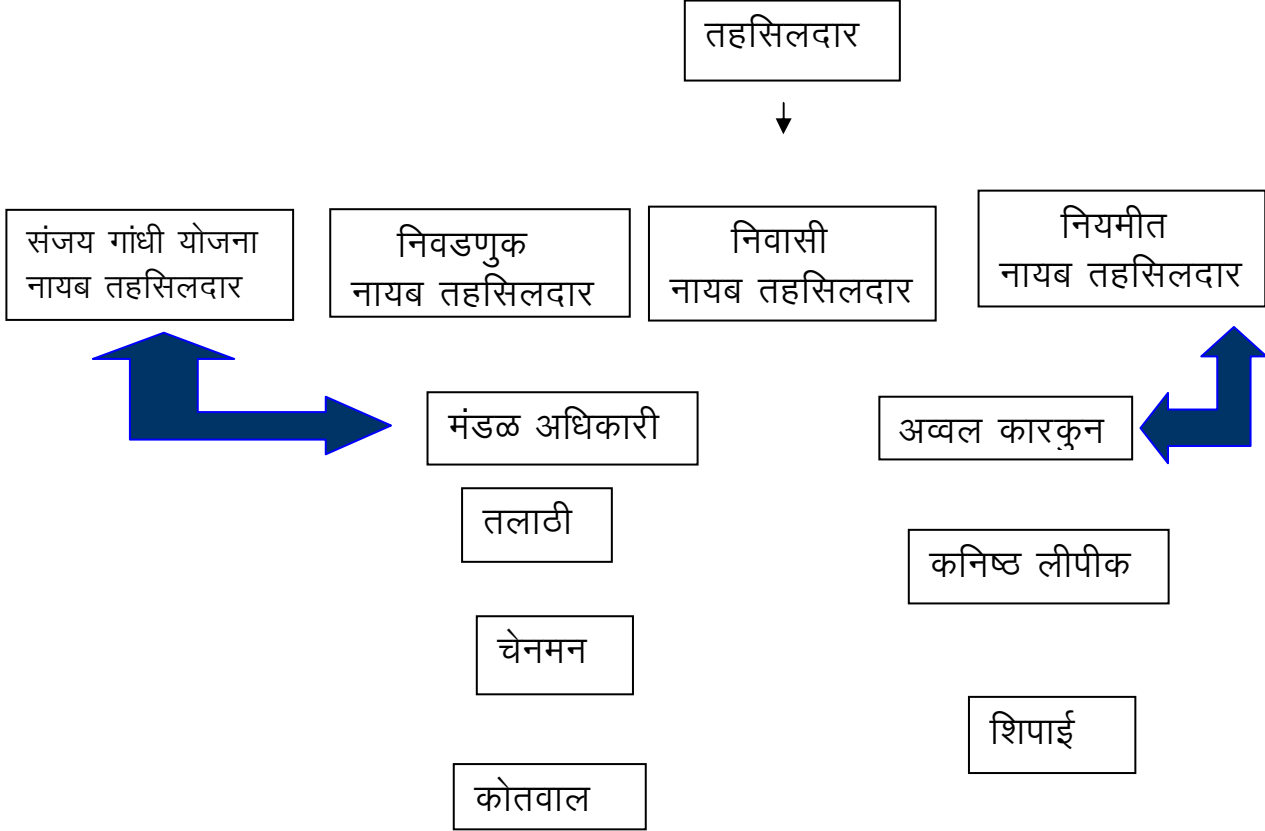 तहसिलदार
संजय गांधी योजना
नायब तहसिलदार
निवडणुक
नायब तहसिलदार
निवासी
नायब तहसिलदार
नियमीत
नायब तहसिलदार
मंडळ अधिकारी
अव्वल कारकुन
तलाठी
कनिष्ठ लीपीक
चेनमन
शिपाई
कोतवाल